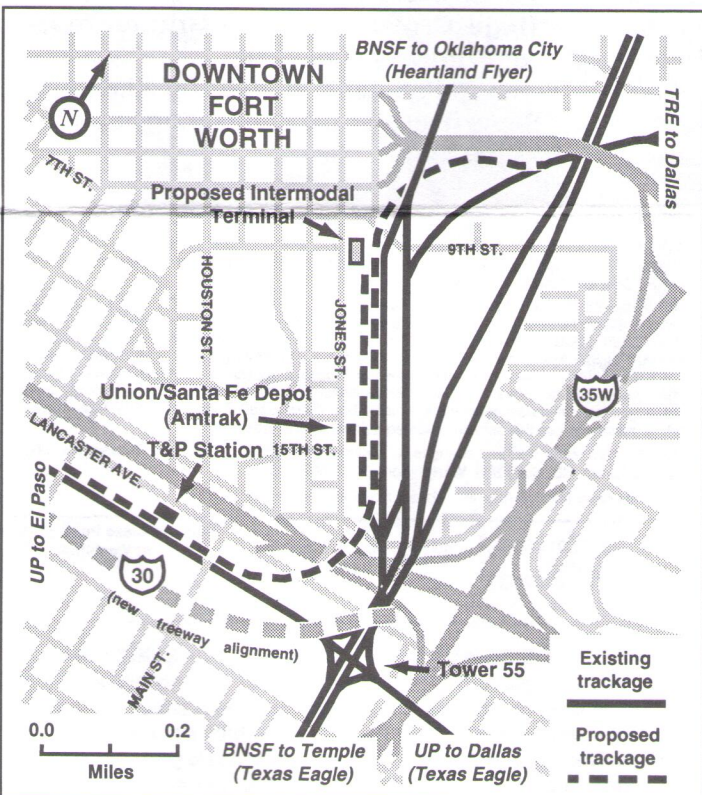 BNSF to Oklahoma City
(Heartland Flyer)
DOWNTOWN
FORT
WORTH
N
TRE to Dallas
7TH ST.
Proposed Intermodal
Terminal
9TH ST.
HOUSTON ST.
JONES ST.
Union/Santa Fe Depot
(Amtrak)
35W
LANCASTER AVE.
T&P Station
15TH ST.
UP to El Paso
30
(new freeway alignment)
MAIN ST.
Tower 55
Existing
trackage
Proposed
trackage
0.0 0.2
Miles
BNSF to Temple
(Texas Eagle)
UP to Dallas
(Texas Eagle)